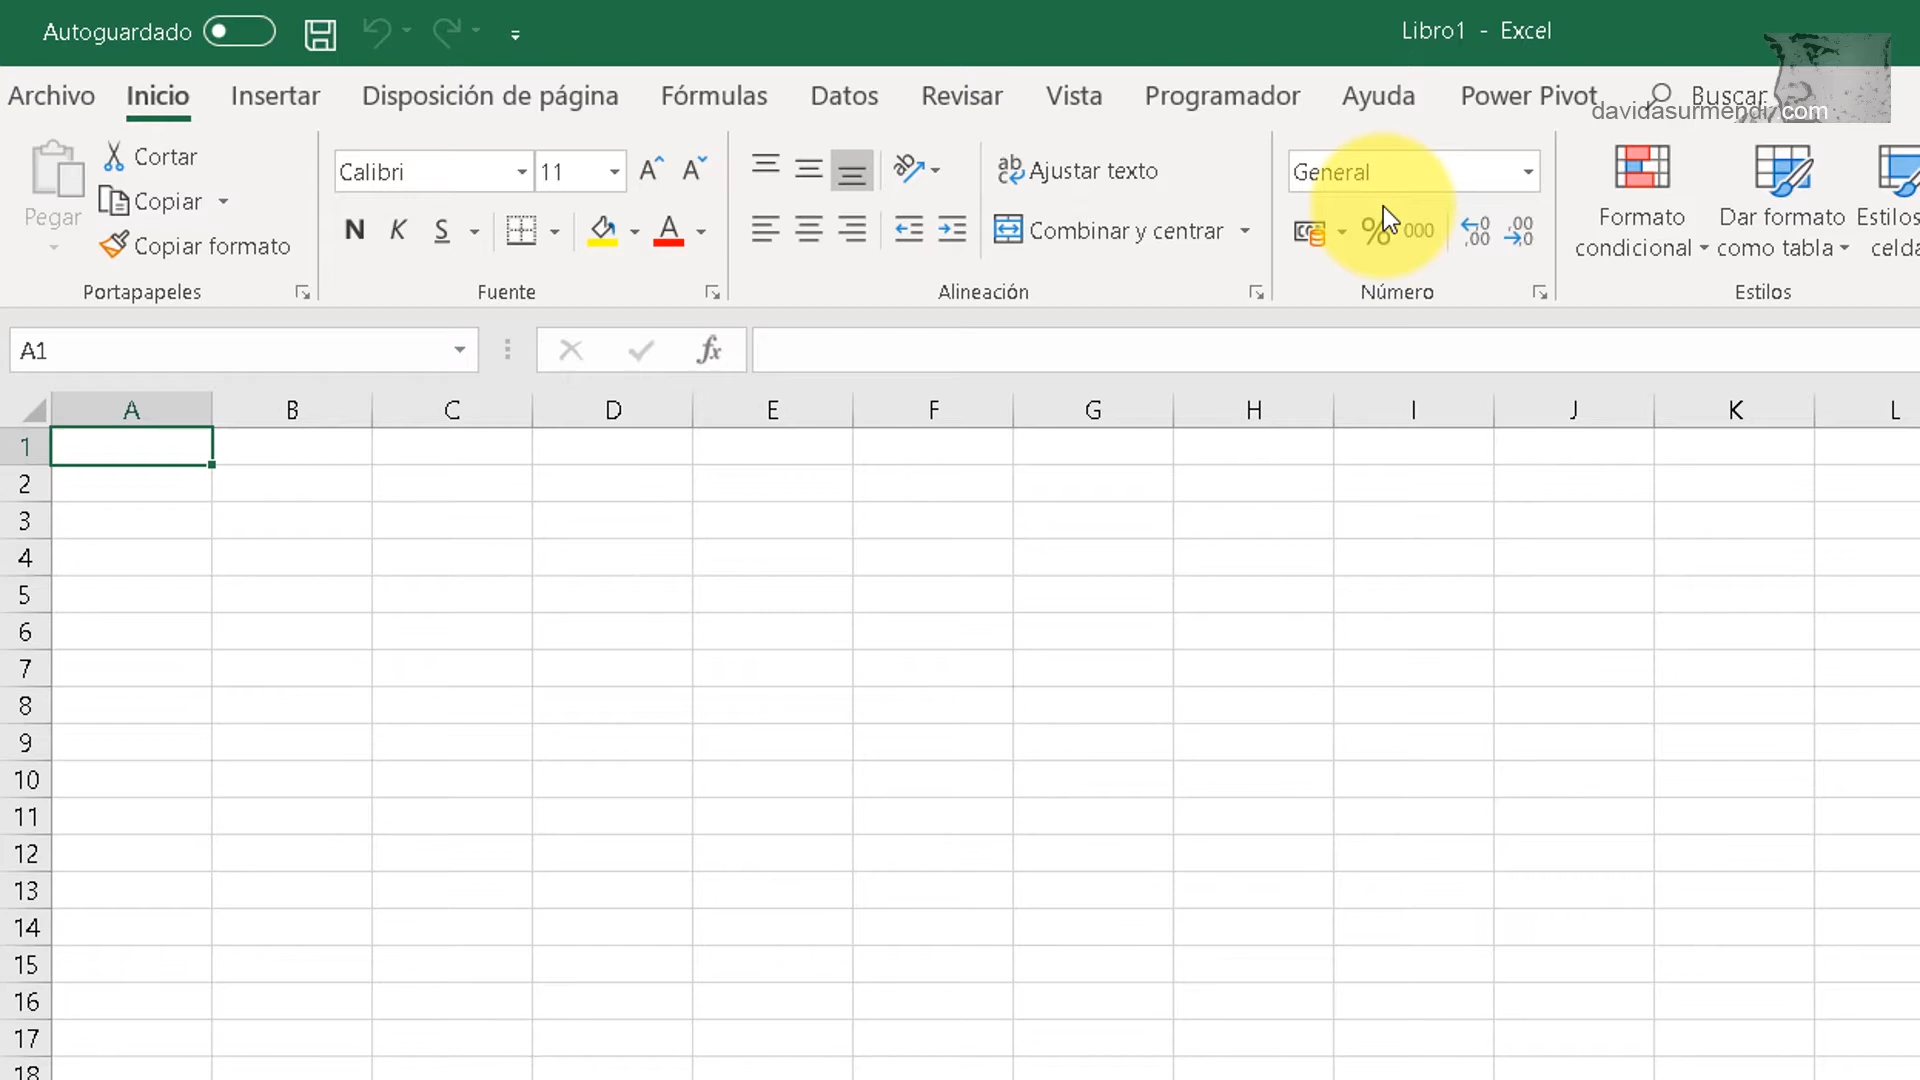 Autoguardado
Libro1 - Excel
Archivo Inicio Insertar Disposición de página Fórmulas Datos Revisar Vista Programador Ayuda Power Pivot Buscar
davidasurmendi.com
Pegar
Cortar
Copiar
Copiar formato
Portapapeles
Calibri 11
N K S
Fuente
Ajustar texto
Combinar y centrar
Alineación
General
% 000
Número
Formato condicional
Dar formato como tabla
Estilos
Estilos
A1
fx
A B C D E F G H I J K L
1
2
3
4
5
6
7
8
9
10
11
12
13
14
15
16
17
18